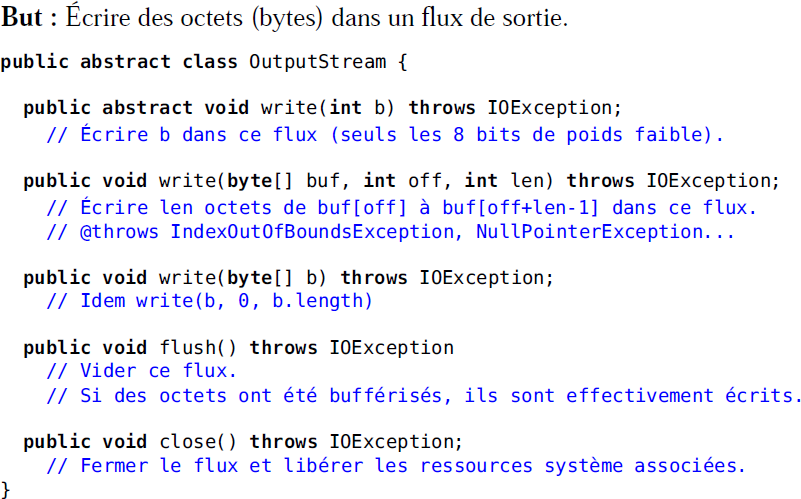 But : Écrire des octets (bytes) dans un flux de sortie.
public abstract class OutputStream {
public abstract void write(int b) throws IOException;
// Écrire b dans ce flux (seuls les 8 bits de poids faible).
public void write(byte[] buf, int off, int len) throws IOException;
// Écrire len octets de buf[off] à buf[off+len-1] dans ce flux.
// @throws IndexOutOfBoundsException, NullPointerException...
public void write(byte[] b) throws IOException;
// Idem write(b, 0, b.length)
public void flush() throws IOException
// Vider ce flux.
// Si des octets ont été bufférisés, ils sont effectivement écrits.
public void close() throws IOException;
// Fermer le flux et libérer les ressources système associées.
}